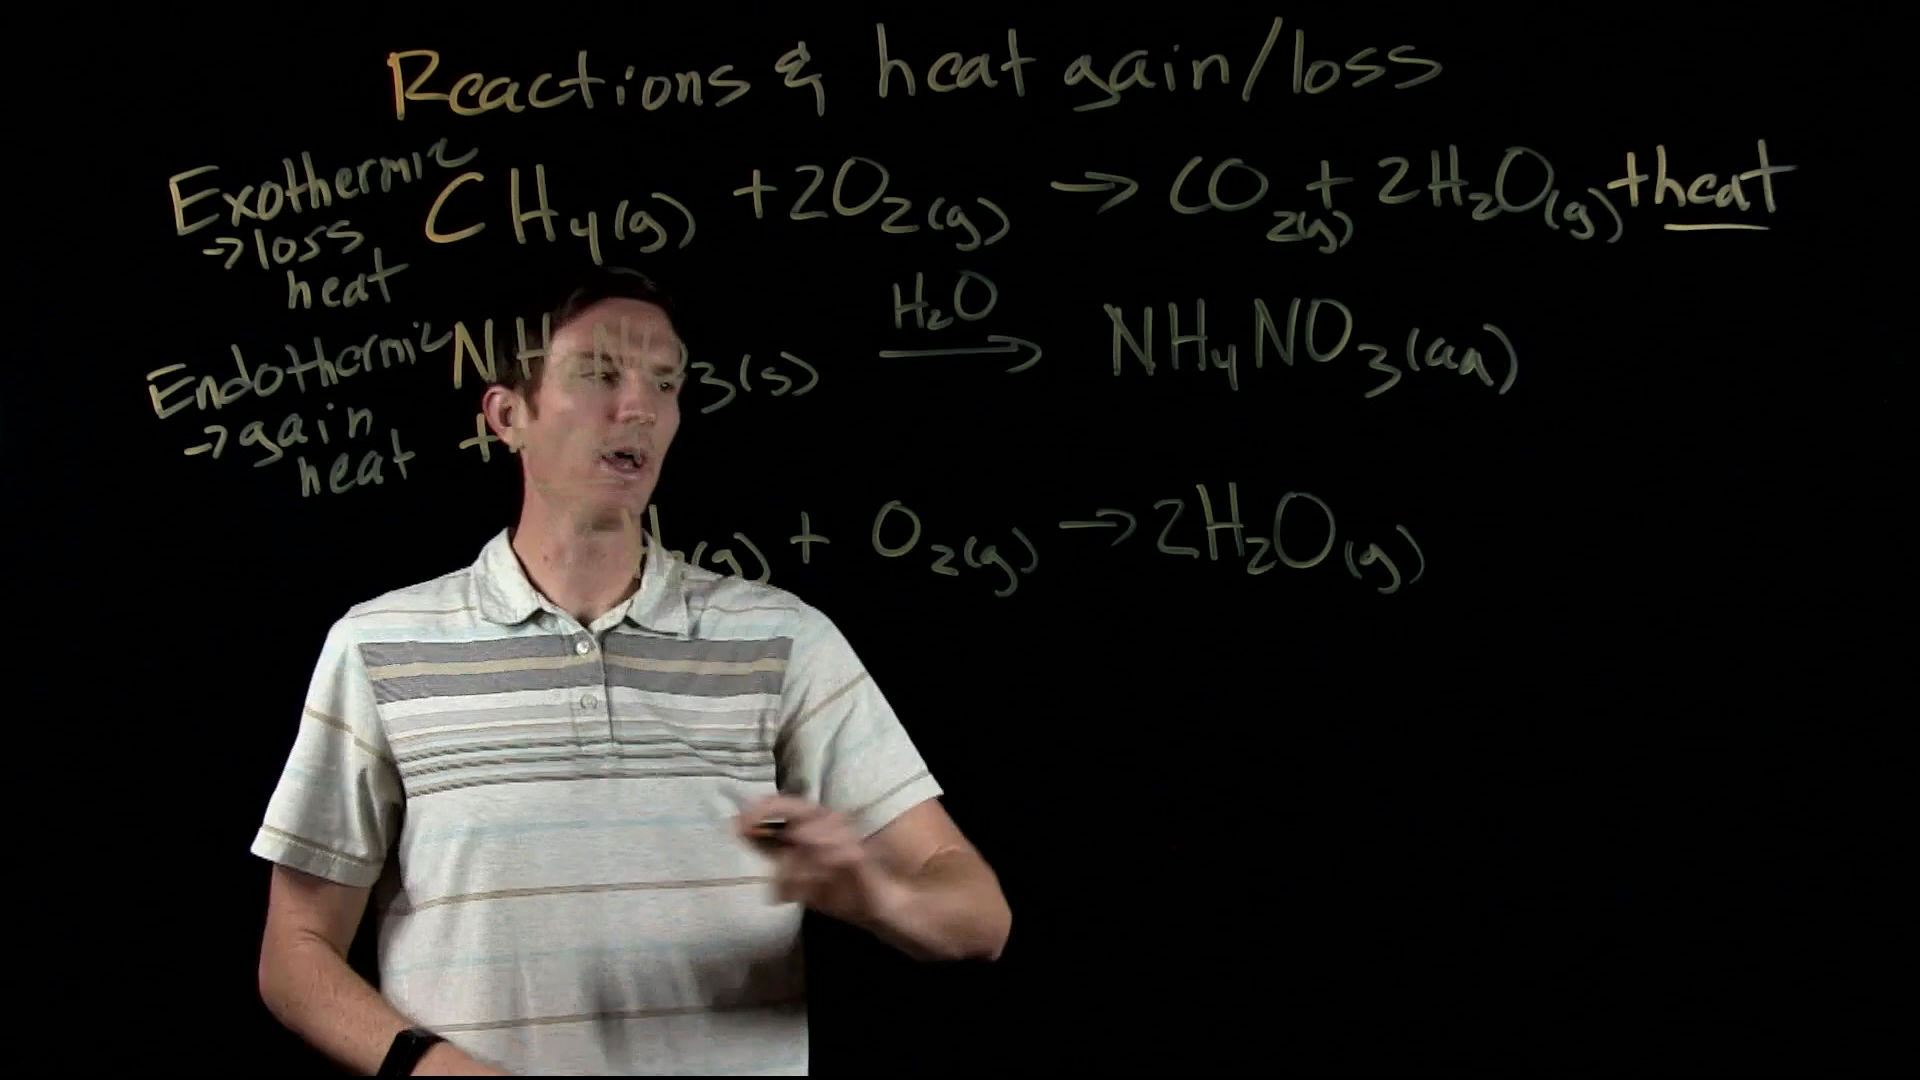 Reactions & heat gain/loss
Exothermic
→ loss
heat
CH₄(g) + 2O₂(g) → CO₂(g) + 2H₂O(g) + heat
Endothermic
→ gain
heat
NH₄NO₃(s) H₂O → NH₄NO₃(aq)
+
H₂(g) + O₂(g) → 2H₂O(g)